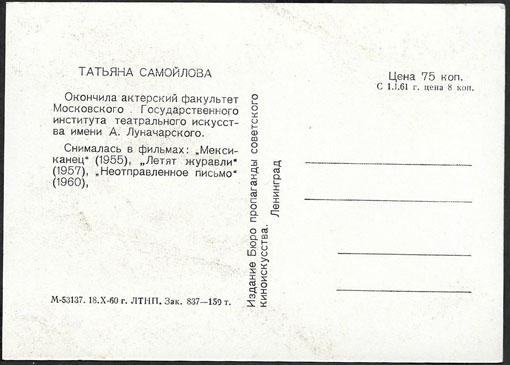 ТАТЬЯНА САМОЙЛОВА
Окончила актерский факультет
Московского Государственного
института театрального искусст-
ва имени А. Луначарского.
Снималась в фильмах: „Мекси-
канец" (1955), „Летят журавли"
(1957), „Неотправленное письмо"
(1960),
М-53137. 18.X-60 г. ЛТНП. Зак. 837—150 т.
Издание Бюро пропаганды советского
киноискусства. Ленинград
Цена 75 коп.
С 1.I.61 г. цена 8 коп.